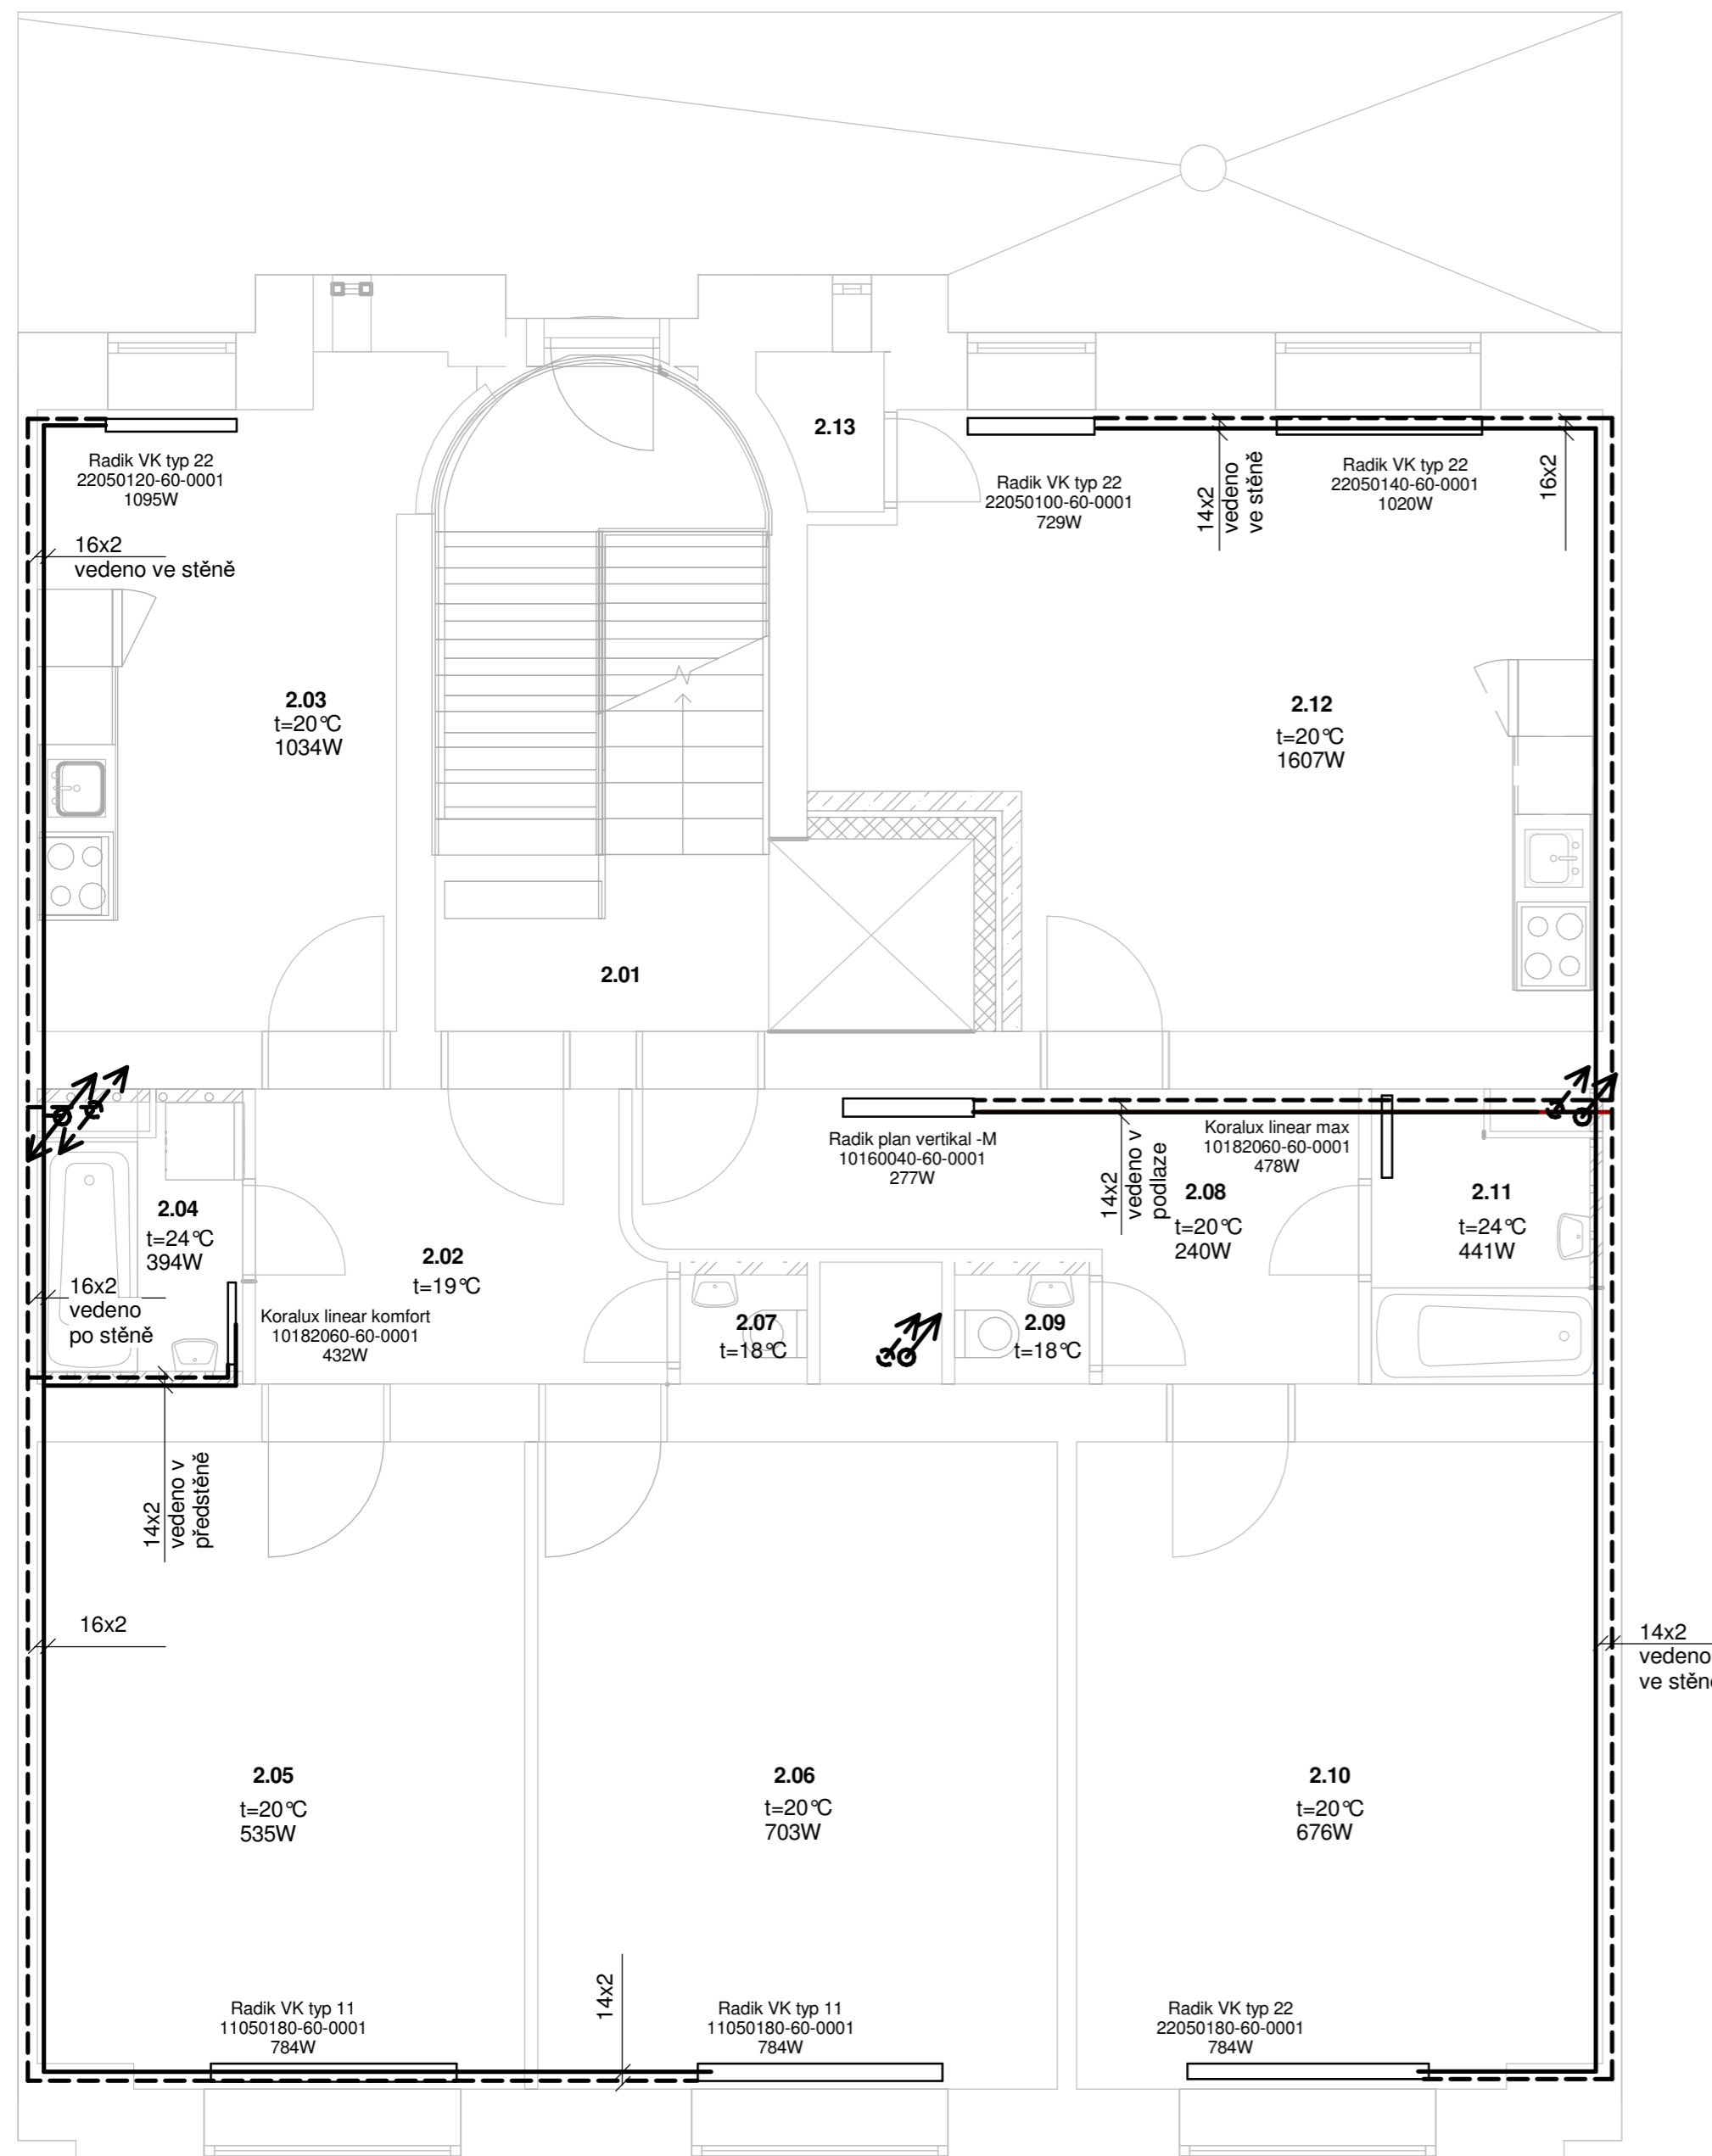 2.13
Radik VK typ 22
22050120-60-0001
1095W
Radik VK typ 22
22050100-60-0001
729W
14x2
vedeno
ve stěně
Radik VK typ 22
22050140-60-0001
1020W
16x2
16x2
vedeno ve stěně
2.03
t=20°C
1034W
2.12
t=20°C
1607W
2.01
Radik plan vertikal -M
10160040-60-0001
277W
14x2
vedeno v
podlaze
Koralux linear max
10182060-60-0001
478W
2.04
t=24°C
394W
2.02
t=19°C
2.08
t=20°C
240W
2.11
t=24°C
441W
16x2
vedeno
po stěně
Koralux linear komfort
10182060-60-0001
432W
2.07
t=18°C
2.09
t=18°C
14x2
vedeno v
předstěně
16x2
14x2
vedeno
ve stěně
2.05
t=20°C
535W
2.06
t=20°C
703W
2.10
t=20°C
676W
Radik VK typ 11
11050180-60-0001
784W
14x2
Radik VK typ 11
11050180-60-0001
784W
Radik VK typ 22
22050180-60-0001
784W